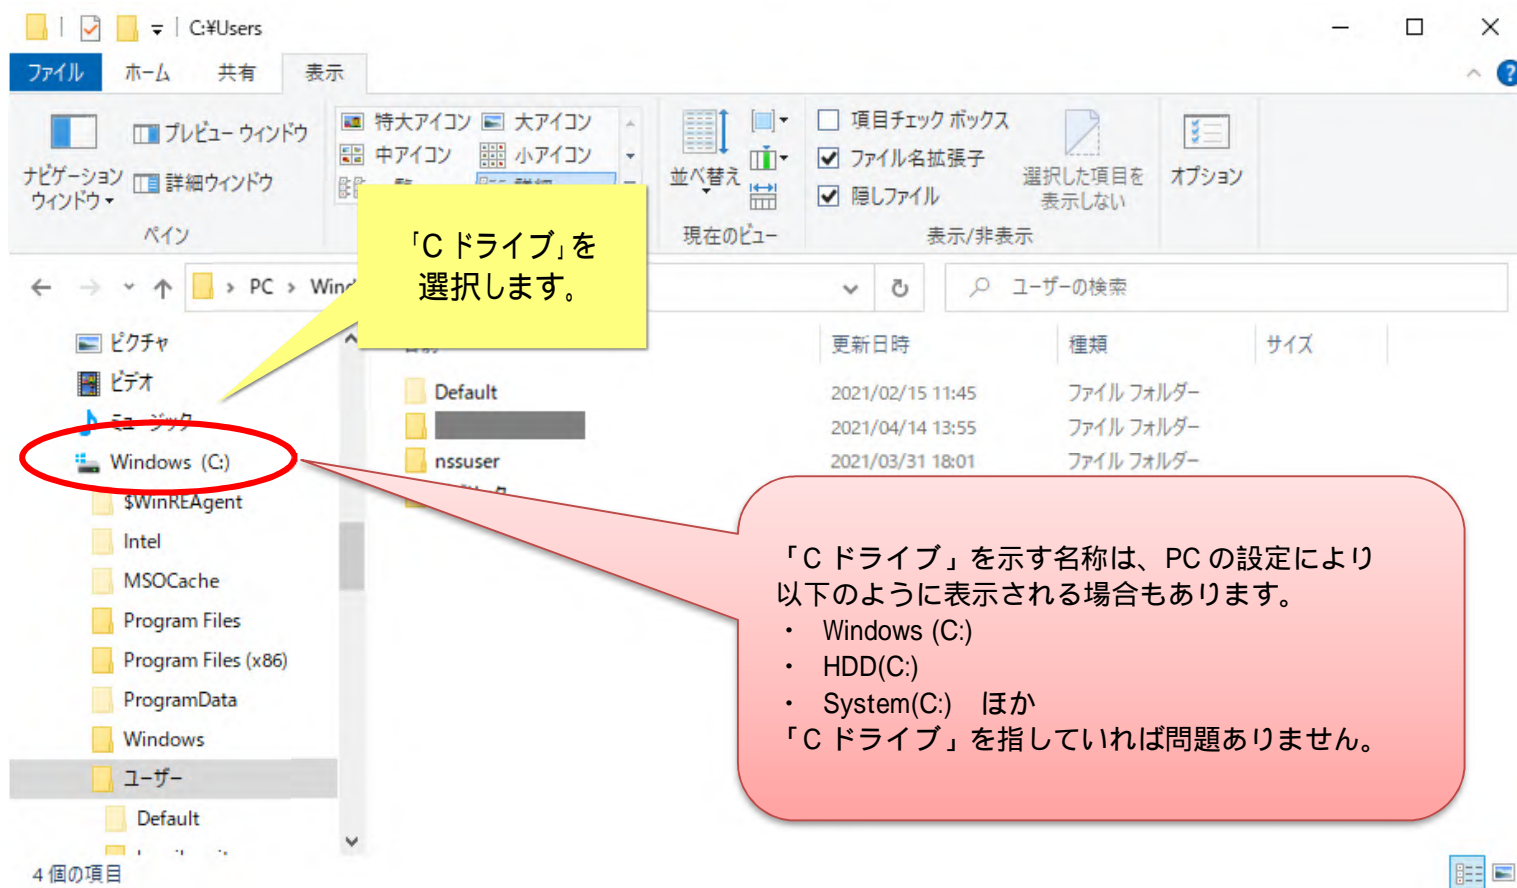 C:¥Users
ファイル ホーム 共有 表示
プレビュー ウィンドウ
ナビゲーション
ウィンドウ
詳細ウィンドウ
ペイン
特大アイコン 大アイコン
中アイコン 小アイコン
並べ替え
現在のビュー
項目チェック ボックス
ファイル名拡張子
隠しファイル
選択した項目を
表示しない
表示/非表示
オプション
「C ドライブ」を
選択します。
PC
ユーザーの検索
更新日時 種類 サイズ
ピクチャ
ビデオ
ミュージック
Windows (C:)
$WinREAgent
Intel
MSOCache
Program Files
Program Files (x86)
ProgramData
Windows
ユーザー
Default
Default 2021/02/15 11:45 ファイル フォルダー
2021/04/14 13:55 ファイル フォルダー
nssuser 2021/03/31 18:01 ファイル フォルダー
「C ドライブ」を示す名称は、PC の設定により
以下のように表示される場合もあります。
・ Windows (C:)
・ HDD(C:)
・ System(C:) ほか
「C ドライブ」を指していれば問題ありません。
4 個の項目